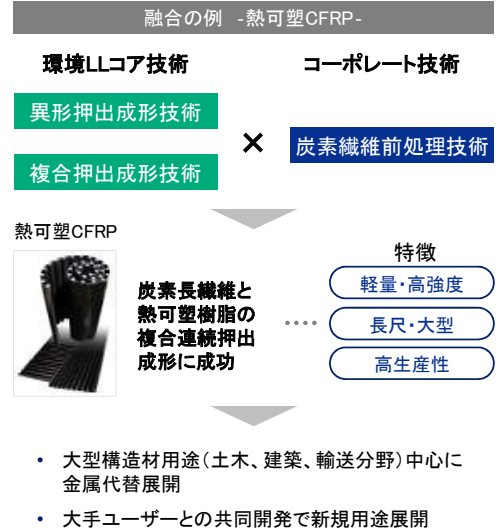 融合の例 -熱可塑CFRP-
環境LLコア技術
コーポレート技術
異形押出成形技術
×
炭素繊維前処理技術
複合押出成形技術
熱可塑CFRP
炭素長繊維と
熱可塑樹脂の
複合連続押出
成形に成功
････
特徴
軽量･高強度
長尺･大型
高生産性
• 大型構造材用途(土木、建築、輸送分野)中心に
金属代替展開
• 大手ユーザーとの共同開発で新規用途展開